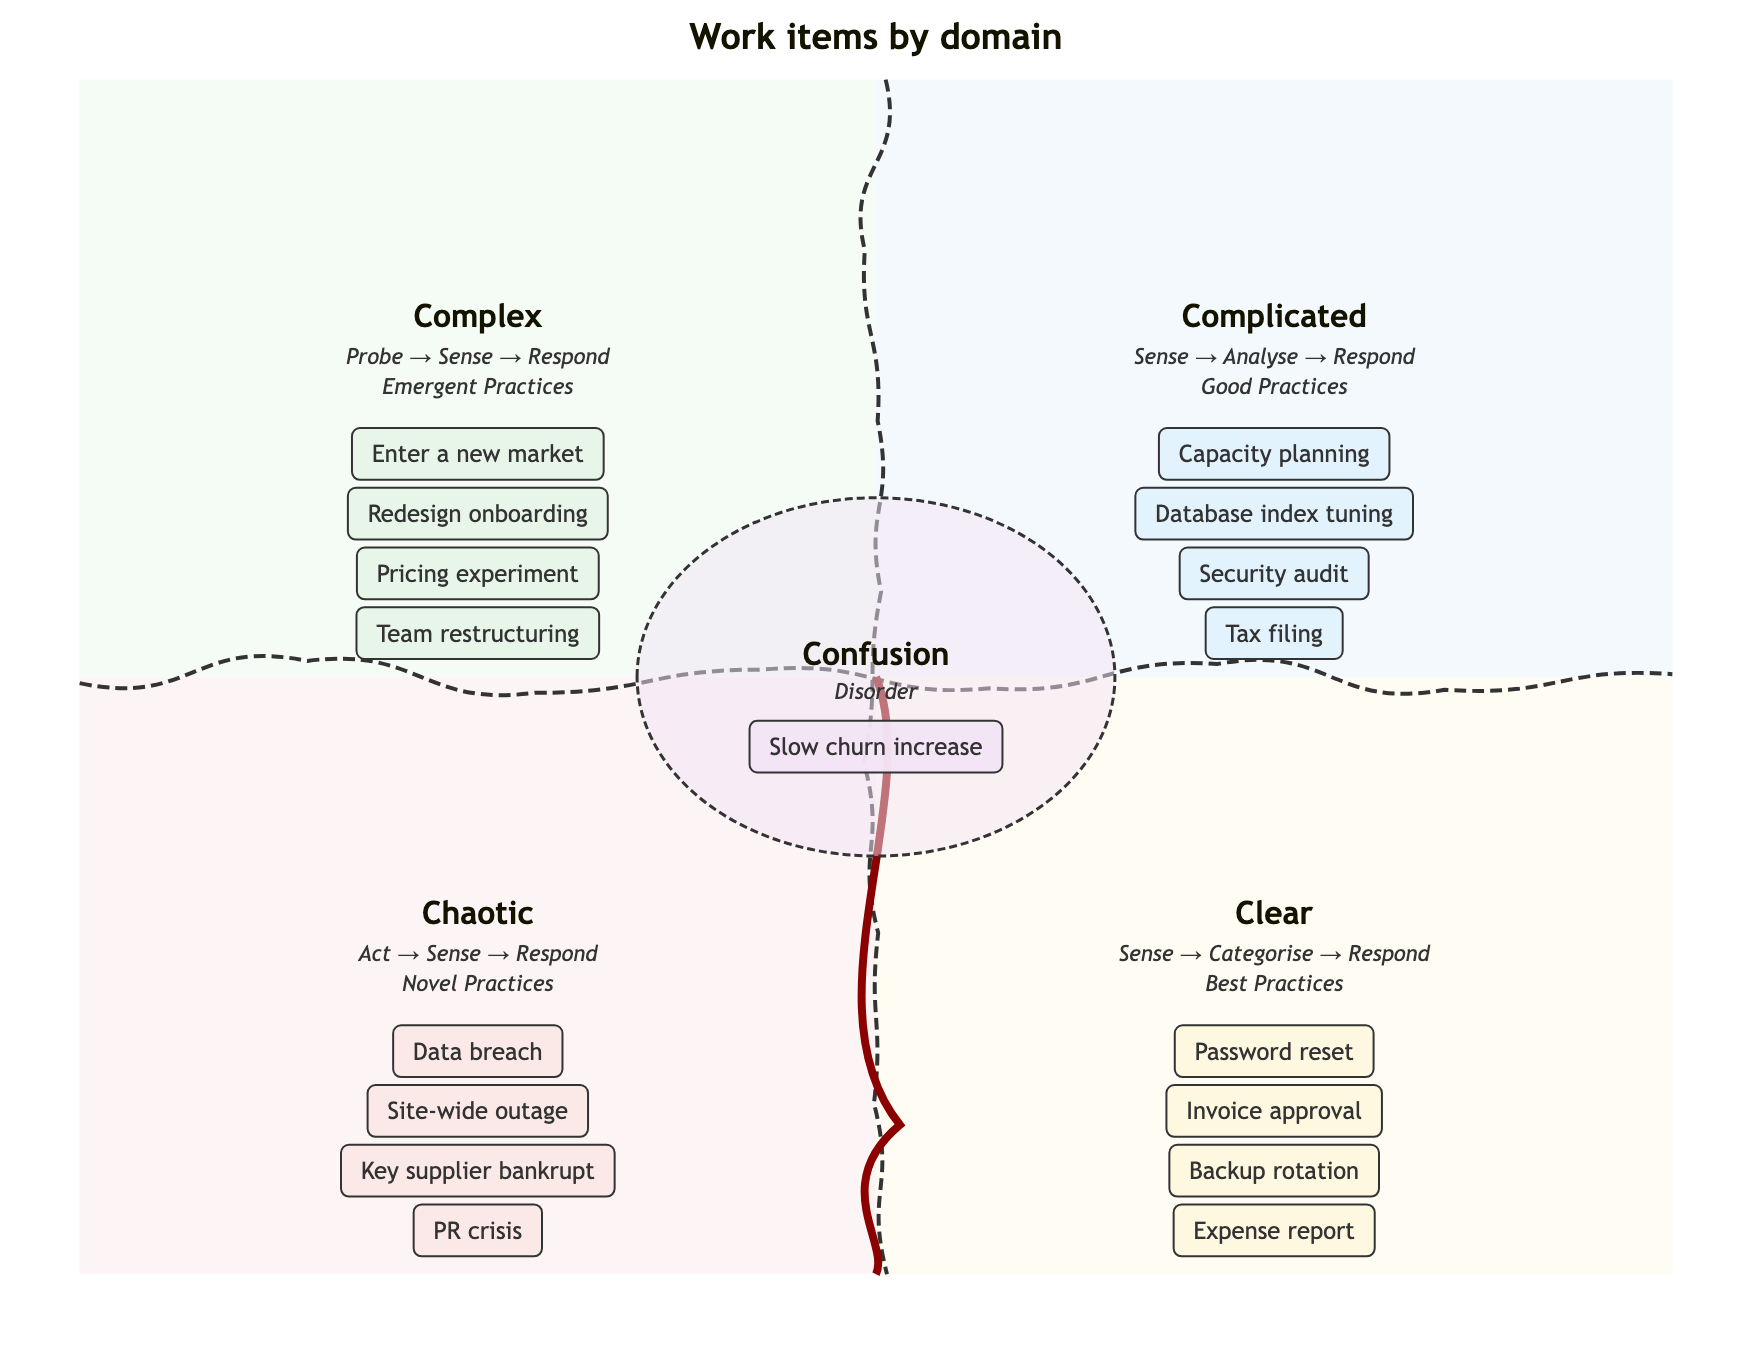 Work items by domain
Complex
Probe → Sense → Respond
Emergent Practices
Enter a new market
Redesign onboarding
Pricing experiment
Team restructuring
Complicated
Sense → Analyse → Respond
Good Practices
Capacity planning
Database index tuning
Security audit
Tax filing
Confusion
Disorder
Slow churn increase
Chaotic
Act → Sense → Respond
Novel Practices
Data breach
Site-wide outage
Key supplier bankrupt
PR crisis
Clear
Sense → Categorise → Respond
Best Practices
Password reset
Invoice approval
Backup rotation
Expense report